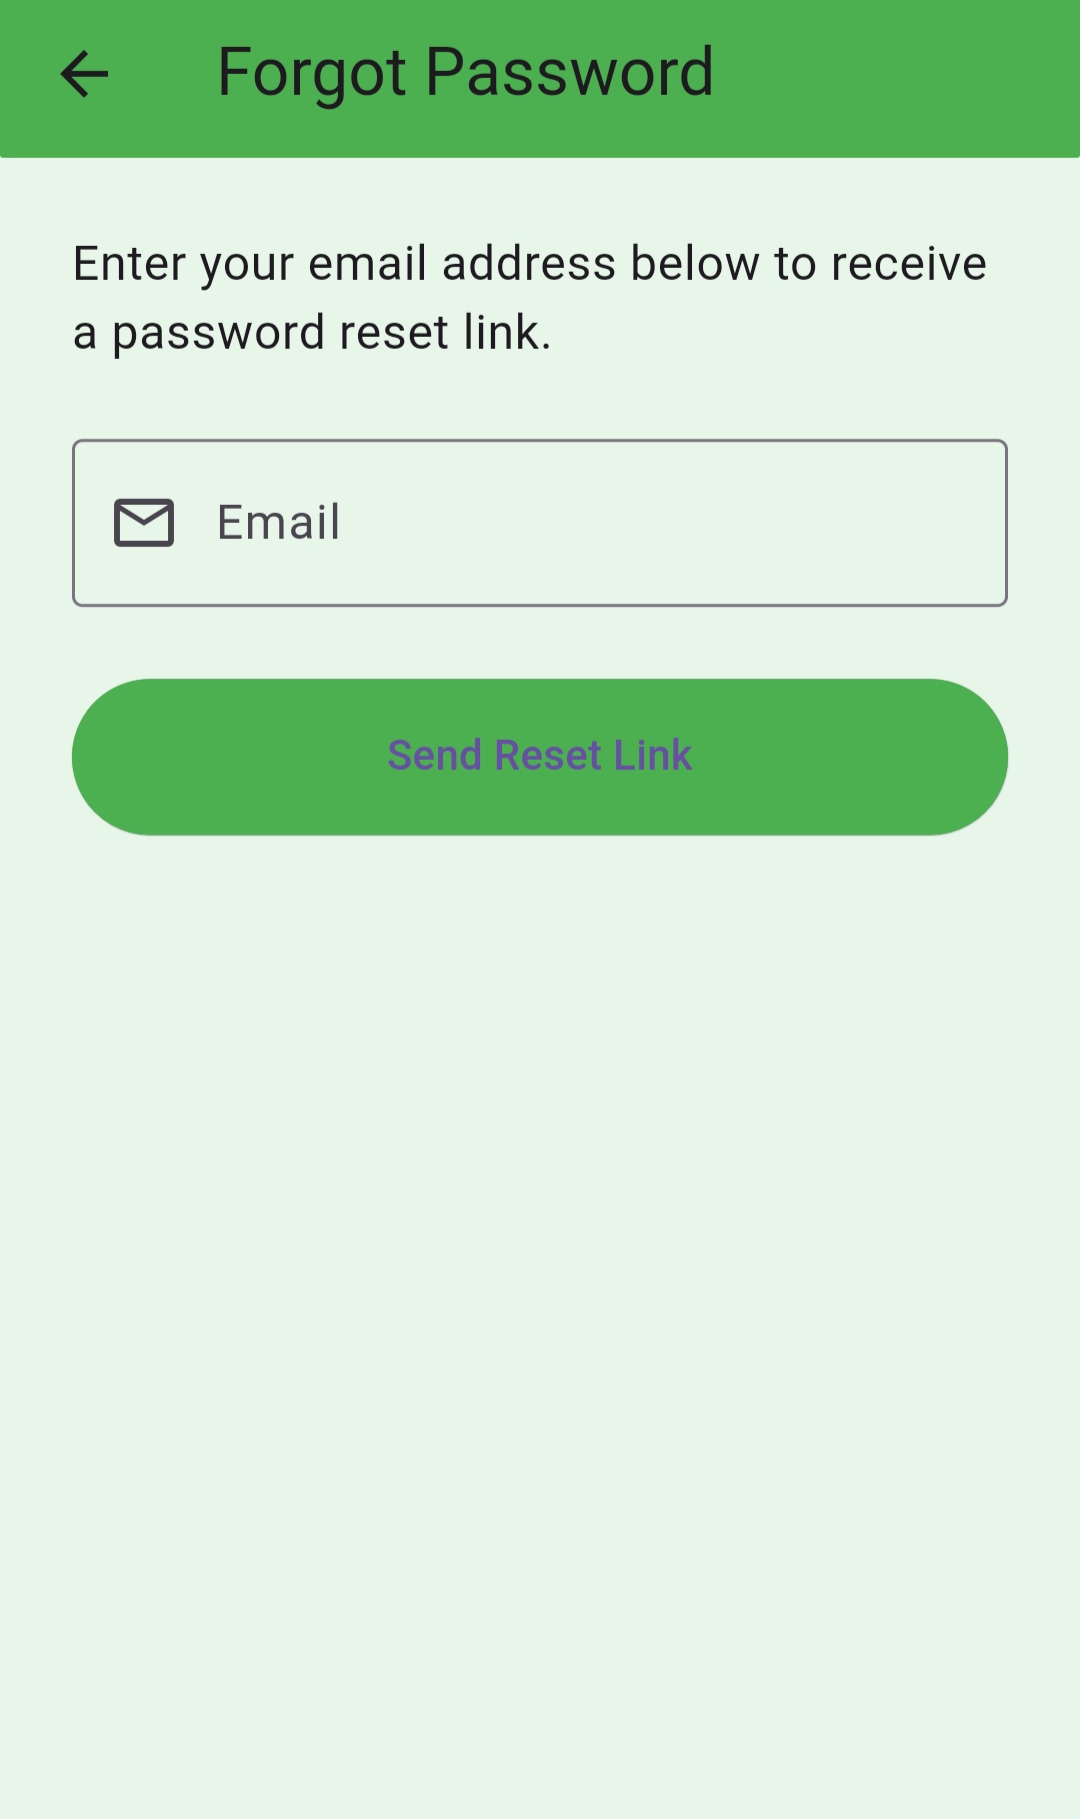 Forgot Password
Enter your email address below to receive
a password reset link.
Email
Send Reset Link